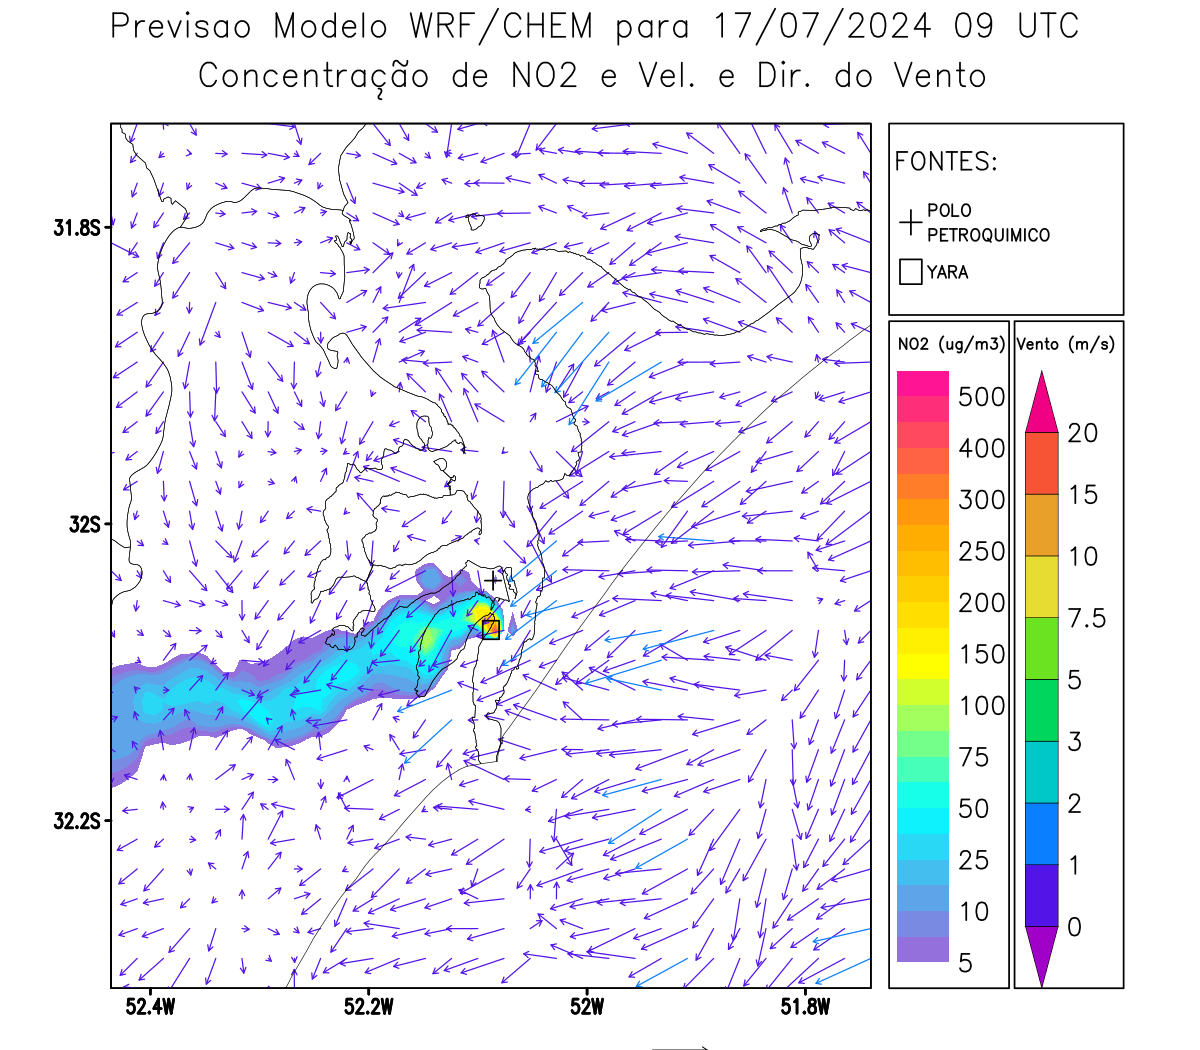 Previsao Modelo WRF/CHEM para 17/07/2024 09 UTC
Concentração de NO2 e Vel. e Dir. do Vento
FONTES:
POLO
PETROQUIMICO
YARA
NO2 (ug/m3)
500
400
300
250
200
150
100
75
50
25
10
5
Vento (m/s)
20
15
10
7.5
5
3
2
1
0
31.8S
32S
32.2S
52.4W
52.2W
52W
51.8W